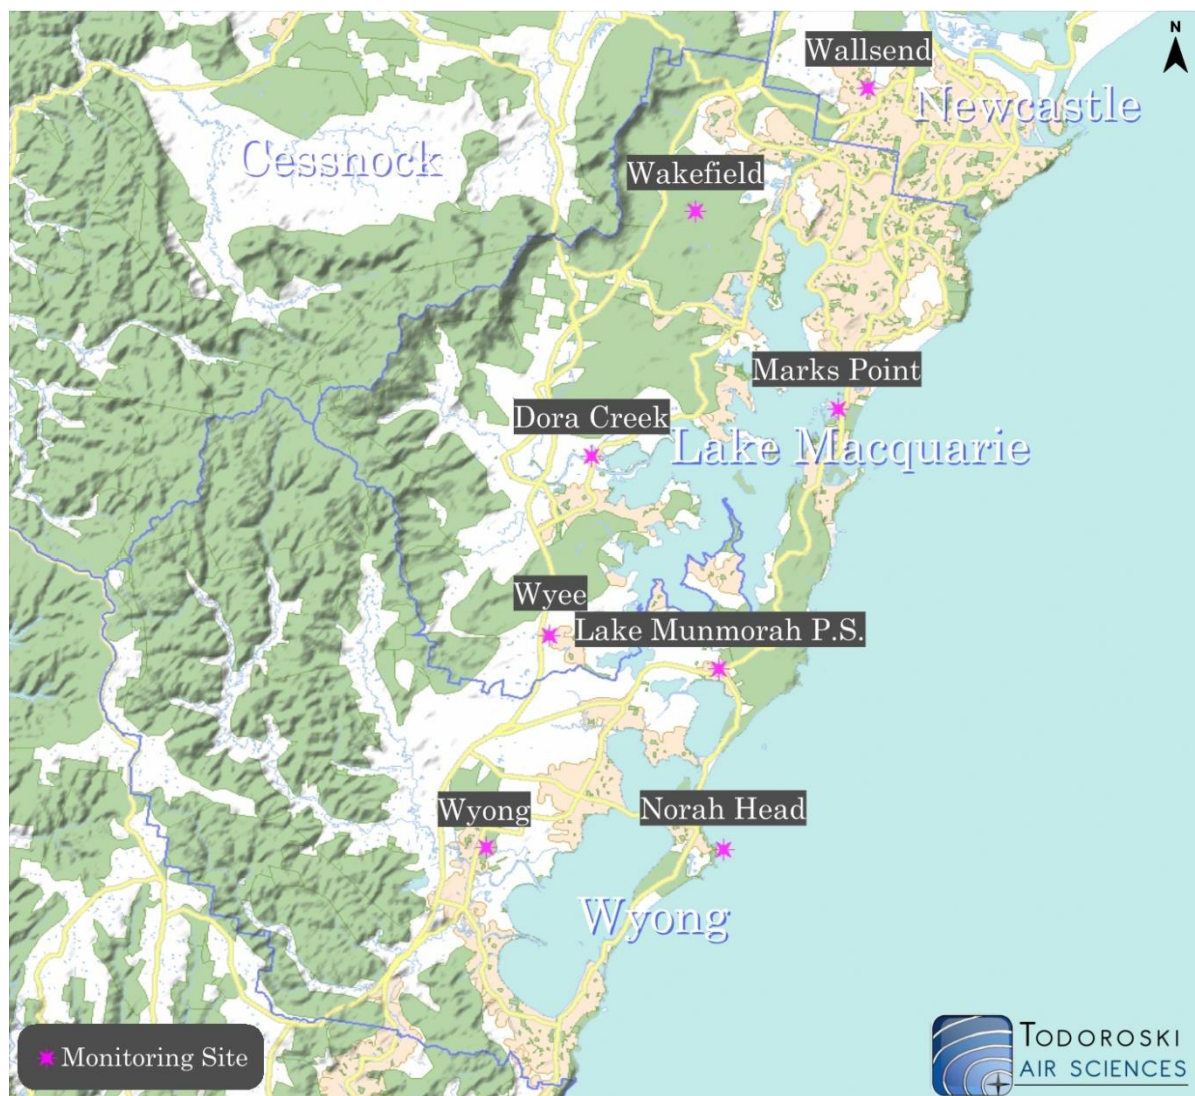 N
Wallsend
Newcastle
Cessnock
Wakefield
Marks Point
Dora Creek
Lake Macquarie
Wyee
Lake Munmorah P.S.
Wyong
Norah Head
Wyong
Monitoring Site
TODOROSKI
AIR SCIENCES